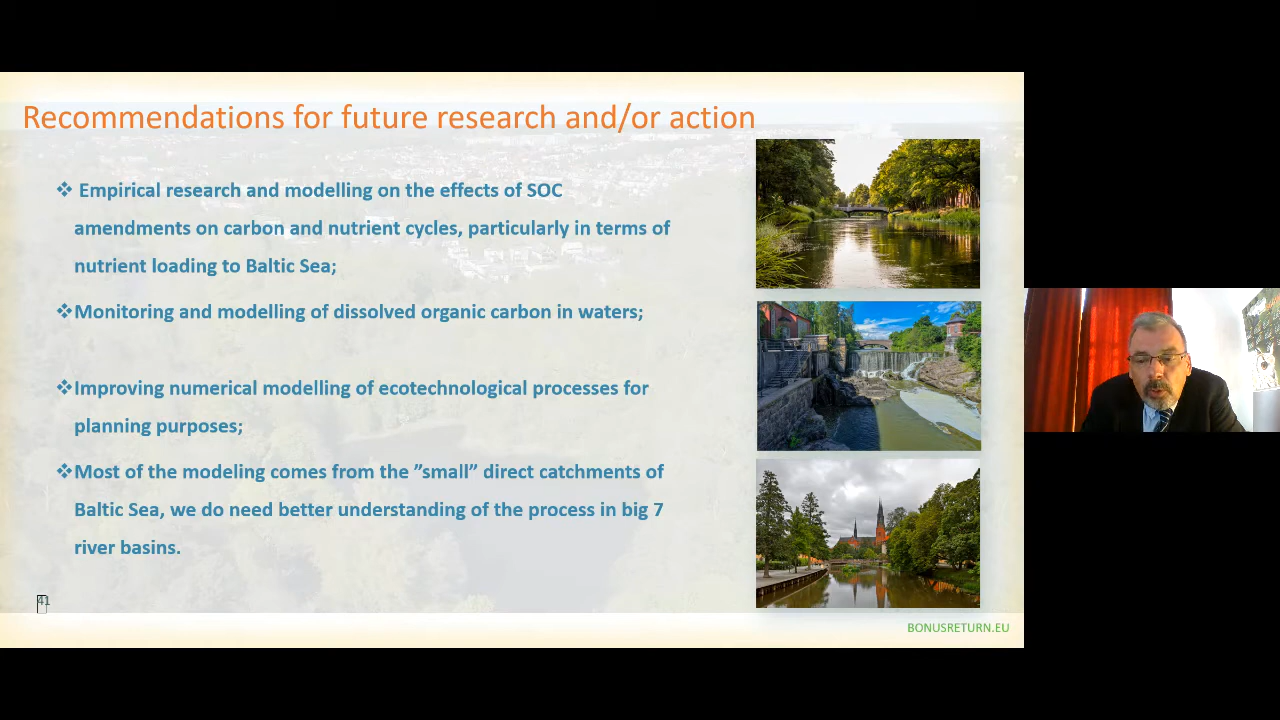 Recommendations for future research and/or action
❖ Empirical research and modelling on the effects of SOC
amendments on carbon and nutrient cycles, particularly in terms of
nutrient loading to Baltic Sea;
❖Monitoring and modelling of dissolved organic carbon in waters;
❖Improving numerical modelling of ecotechnological processes for
planning purposes;
❖Most of the modeling comes from the ”small” direct catchments of
Baltic Sea, we do need better understanding of the process in big 7
river basins.
41
BONUSRETURN.EU